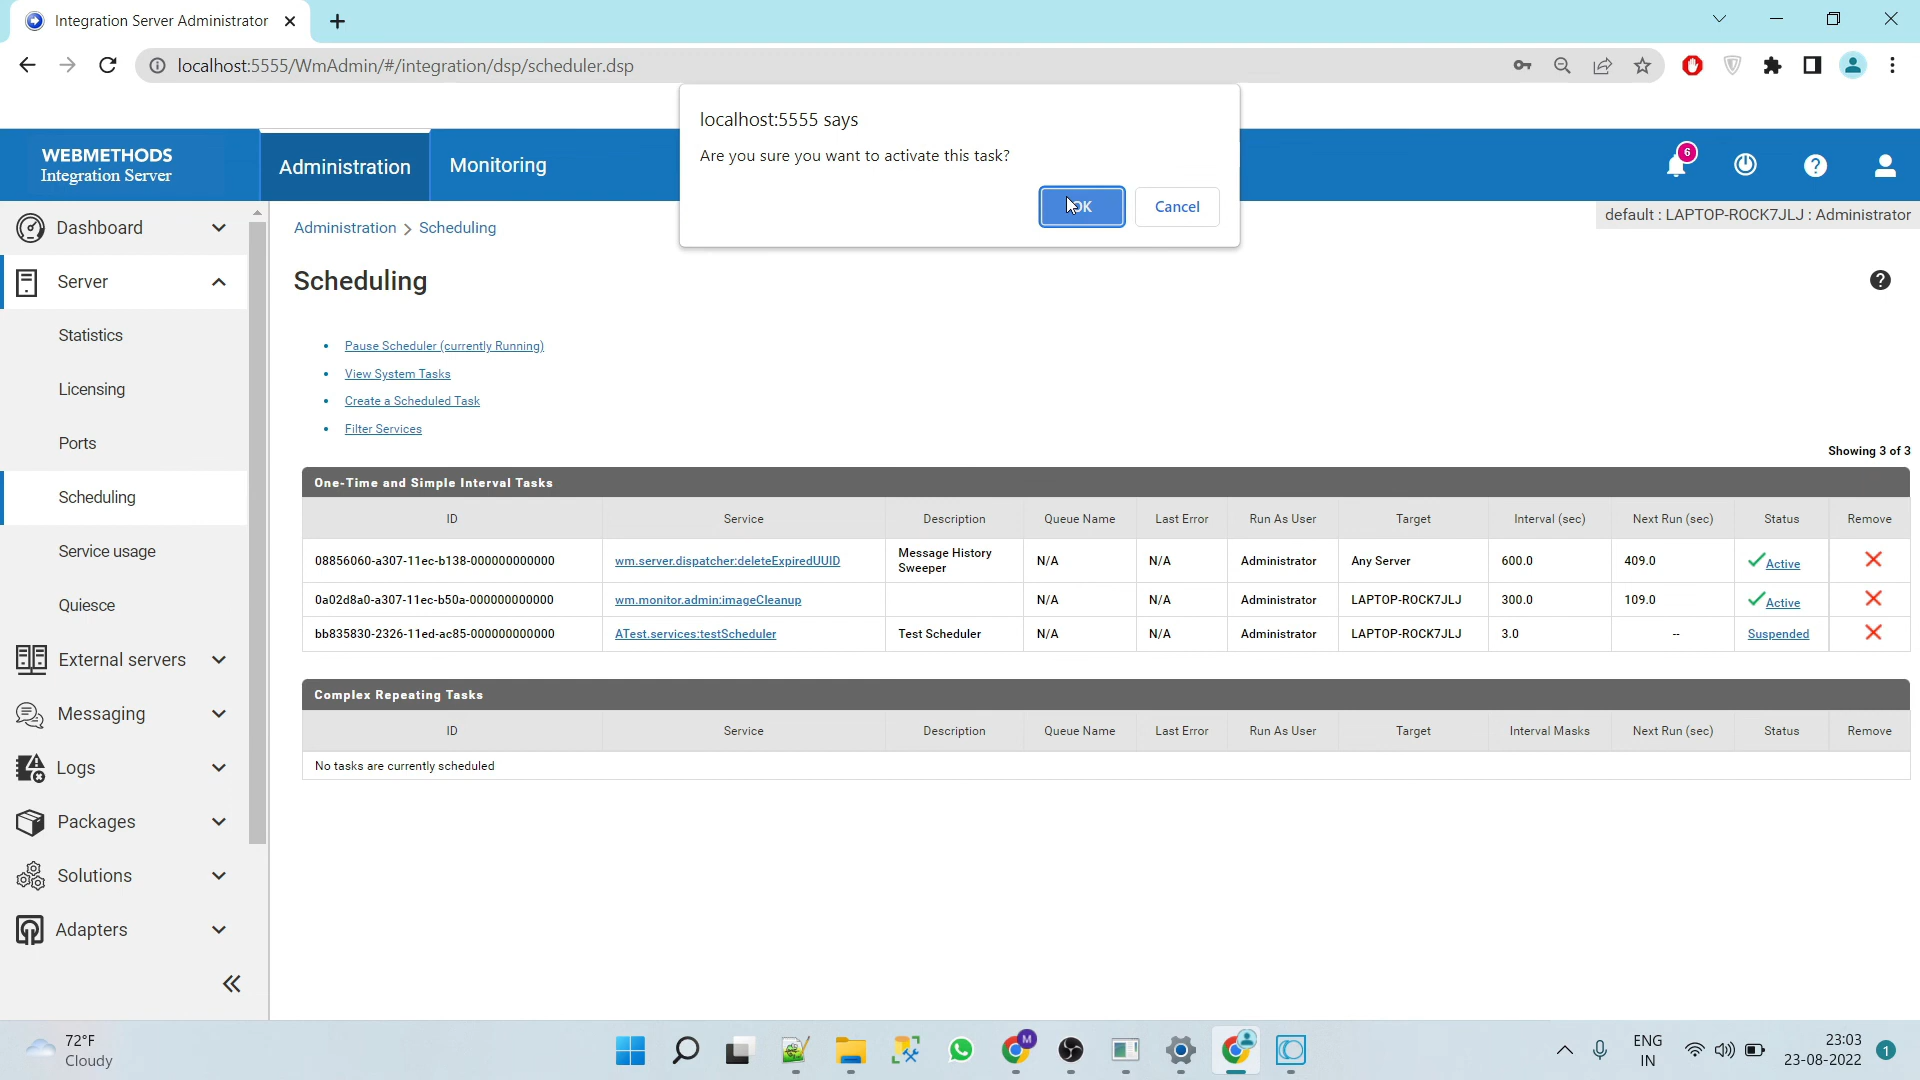 Integration Server Administrator
localhost:5555/WmAdmin/#/integration/dsp/scheduler.dsp
localhost:5555 says
Are you sure you want to activate this task?
OK
Cancel
WEBMETHODS
Integration Server
Administration
Monitoring
6
default : LAPTOP-ROCK7JLJ : Administrator
Dashboard
Server
Statistics
Licensing
Ports
Scheduling
Service usage
Quiesce
External servers
Messaging
Logs
Packages
Solutions
Adapters
Administration > Scheduling
Scheduling
Pause Scheduler (currently Running)
View System Tasks
Create a Scheduled Task
Filter Services
Showing 3 of 3
One-Time and Simple Interval Tasks
ID Service Description Queue Name Last Error Run As User Target Interval (sec) Next Run (sec) Status Remove
08856060-a307-11ec-b138-000000000000 wm.server.dispatcher:deleteExpiredUUID Message History Sweeper N/A N/A Administrator Any Server 600.0 409.0 Active
0a02d8a0-a307-11ec-b50a-000000000000 wm.monitor.admin:imageCleanup N/A N/A Administrator LAPTOP-ROCK7JLJ 300.0 109.0 Active
bb835830-2326-11ed-ac85-000000000000 ATest.services:testScheduler Test Scheduler N/A N/A Administrator LAPTOP-ROCK7JLJ 3.0 -- Suspended
Complex Repeating Tasks
ID Service Description Queue Name Last Error Run As User Target Interval Masks Next Run (sec) Status Remove
No tasks are currently scheduled
72°F
Cloudy
M
ENG
IN
23:03
23-08-2022
1